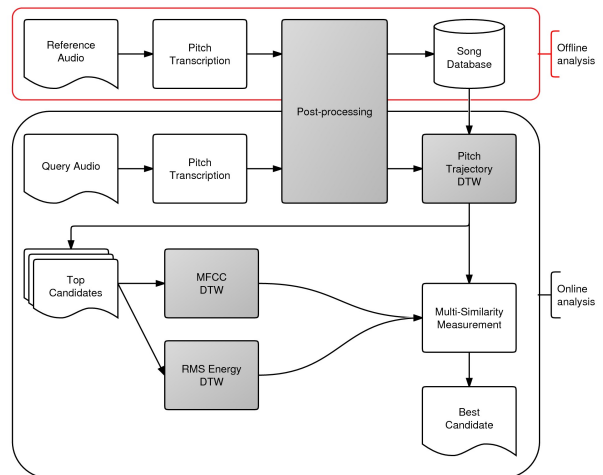 Reference
Audio
Pitch
Transcription
Song
Database
Offline
analysis
Post-processing
Query Audio
Pitch
Transcription
Pitch
Trajectory
DTW
Top
Candidates
MFCC
DTW
RMS Energy
DTW
Multi-Similarity
Measurement
Online
analysis
Best
Candidate